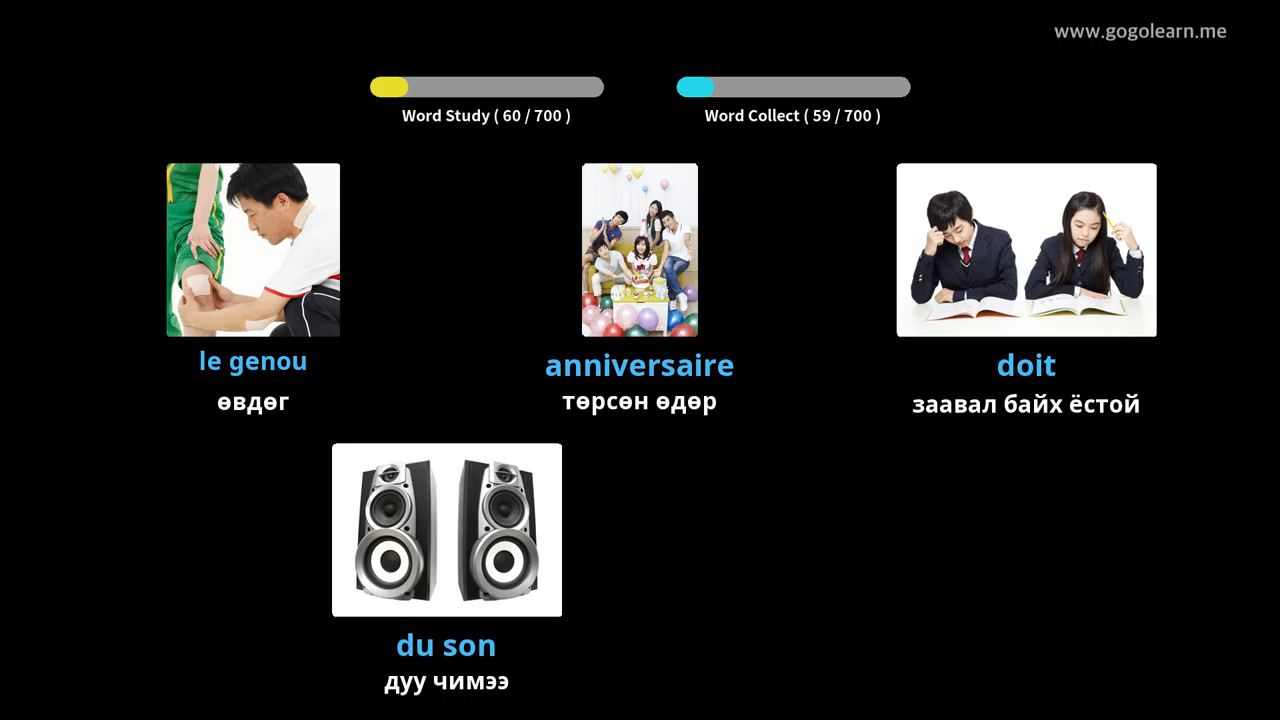 www.gogolearn.me
Word Study ( 60 / 700 )
Word Collect ( 59 / 700 )
le genou
өвдөг
anniversaire
төрсөн өдөр
doit
заавал байх ёстой
du son
дуу чимээ